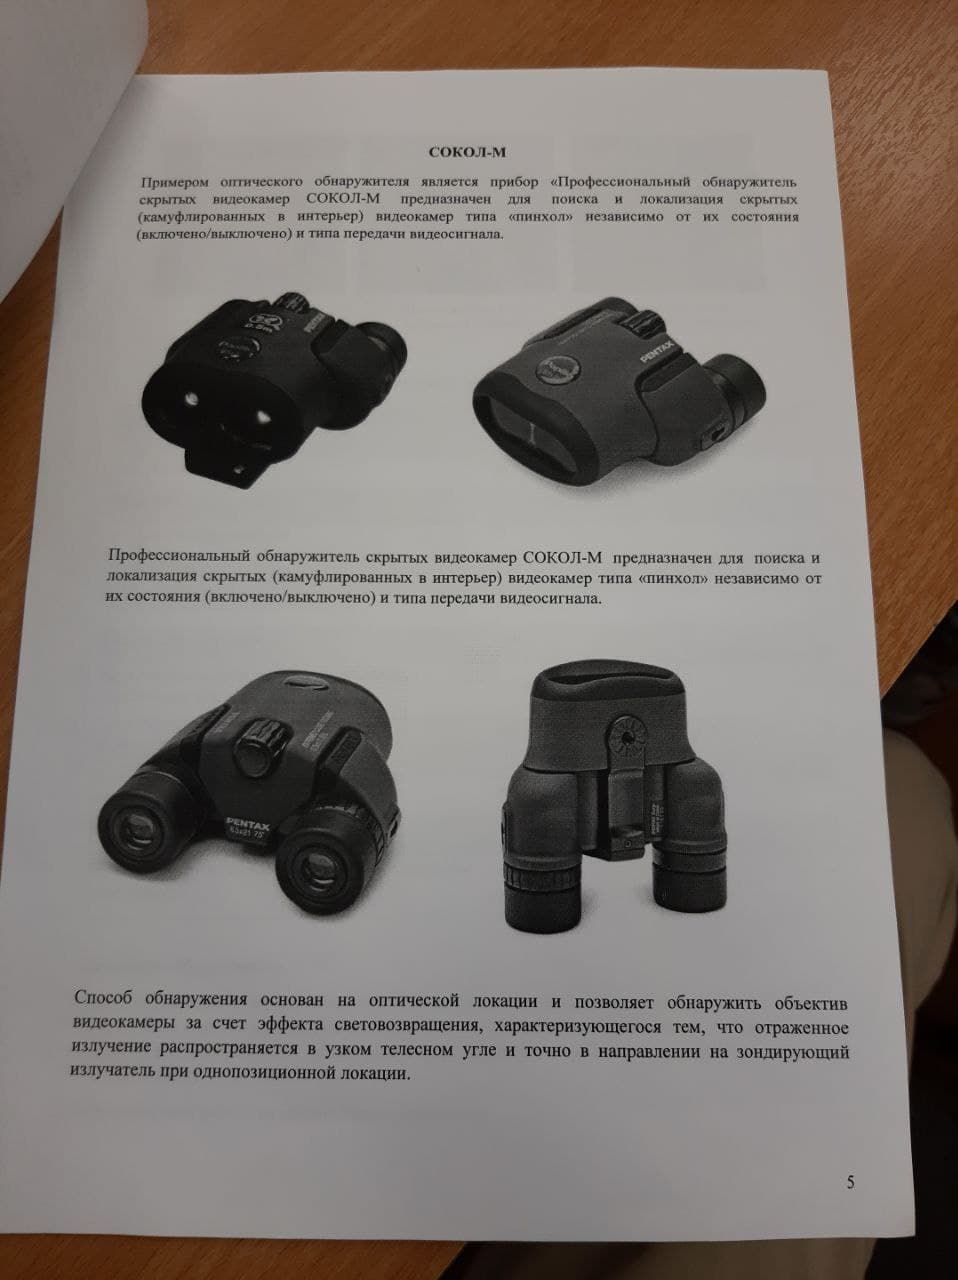 СОКОЛ-М
Примером оптического обнаружителя является прибор «Профессиональный обнаружитель
скрытых видеокамер СОКОЛ-М предназначен для поиска и локализация скрытых
(камуфлированных в интерьер) видеокамер типа «пинхол» независимо от их состояния
(включено/выключено) и типа передачи видеосигнала.
0.5m
PENTAX
Papilio
PENTAX
Профессиональный обнаружитель скрытых видеокамер СОКОЛ-М предназначен для поиска и
локализация скрытых (камуфлированных в интерьер) видеокамер типа «пинхол» независимо от
их состояния (включено/выключено) и типа передачи видеосигнала.
PENTAX
6.5x21 7.5°
Способ обнаружения основан на оптической локации и позволяет обнаружить объектив
видеокамеры за счет эффекта световозвращения, характеризующегося тем, что отраженное
излучение распространяется в узком телесном угле и точно в направлении на зондирующий
излучатель при однопозиционной локации.
5